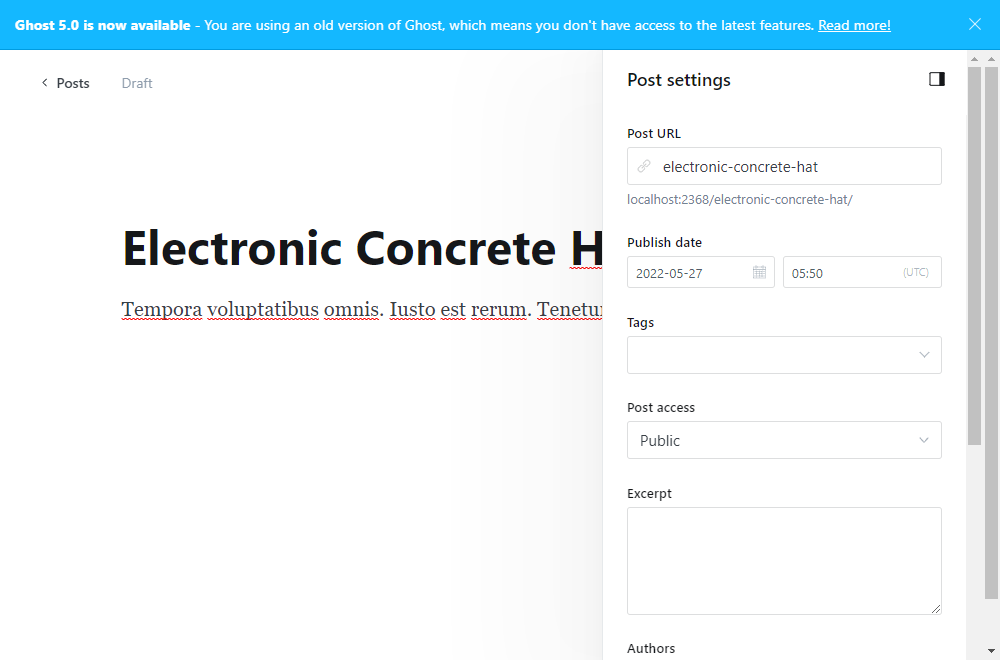 Ghost 5.0 is now available - You are using an old version of Ghost, which means you don't have access to the latest features. Read more!
Posts
Draft
Electronic Concrete H
Tempora voluptatibus omnis. Iusto est rerum. Tenetur
Post settings
Post URL
electronic-concrete-hat
localhost:2368/electronic-concrete-hat/
Publish date
2022-05-27
05:50
(UTC)
Tags
Post access
Public
Excerpt
Authors